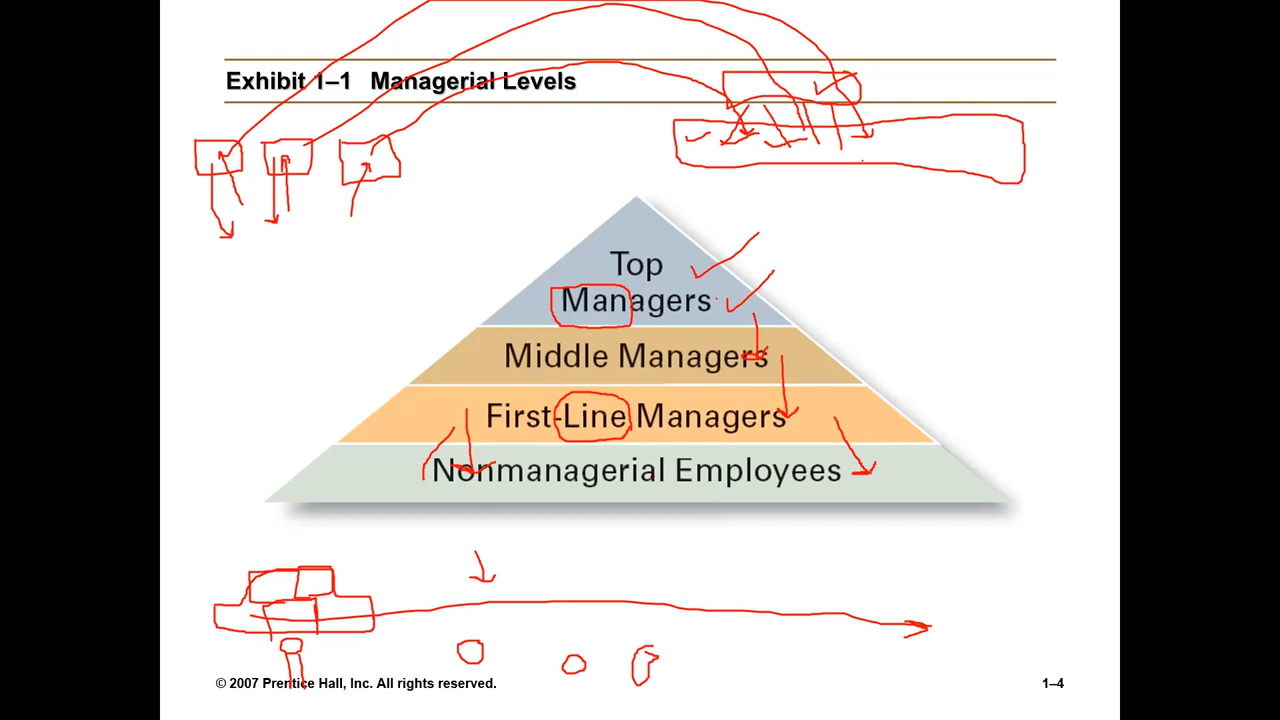 Exhibit 1–1 Managerial Levels
Top
Managers
Middle Managers
First-Line Managers
Nonmanagerial Employees
© 2007 Prentice Hall, Inc. All rights reserved.
1–4